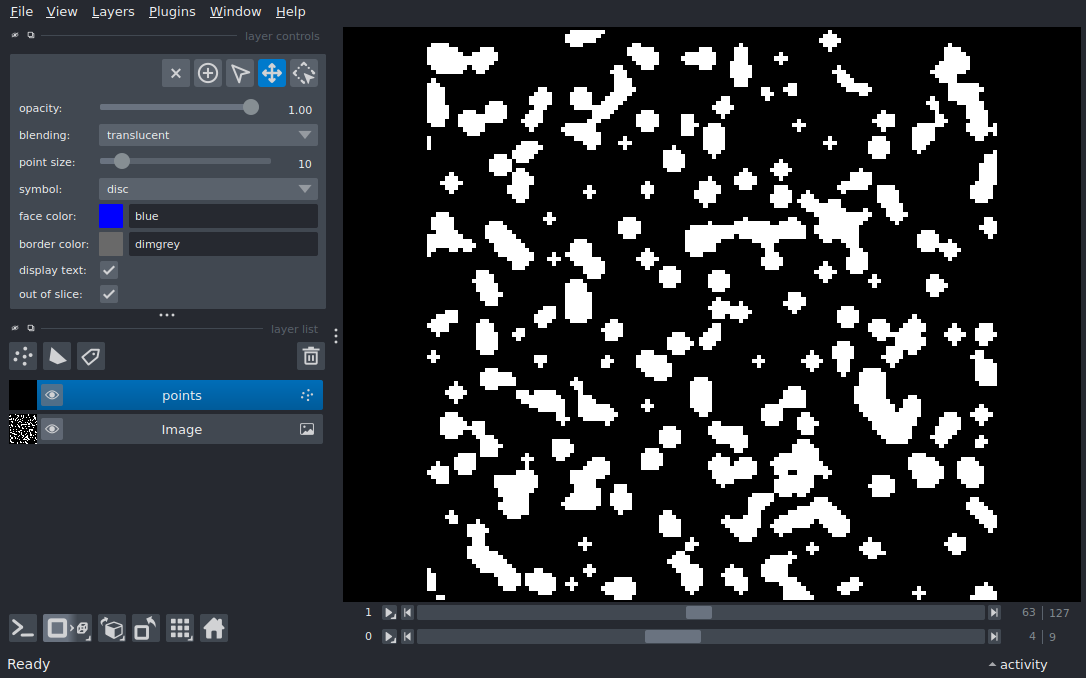 File View Layers Plugins Window Help
layer controls
opacity: 1.00
blending: translucent
point size: 10
symbol: disc
face color: blue
border color: dimgrey
display text:
out of slice:
layer list
points
Image
1 63 127
0 4 9
Ready activity